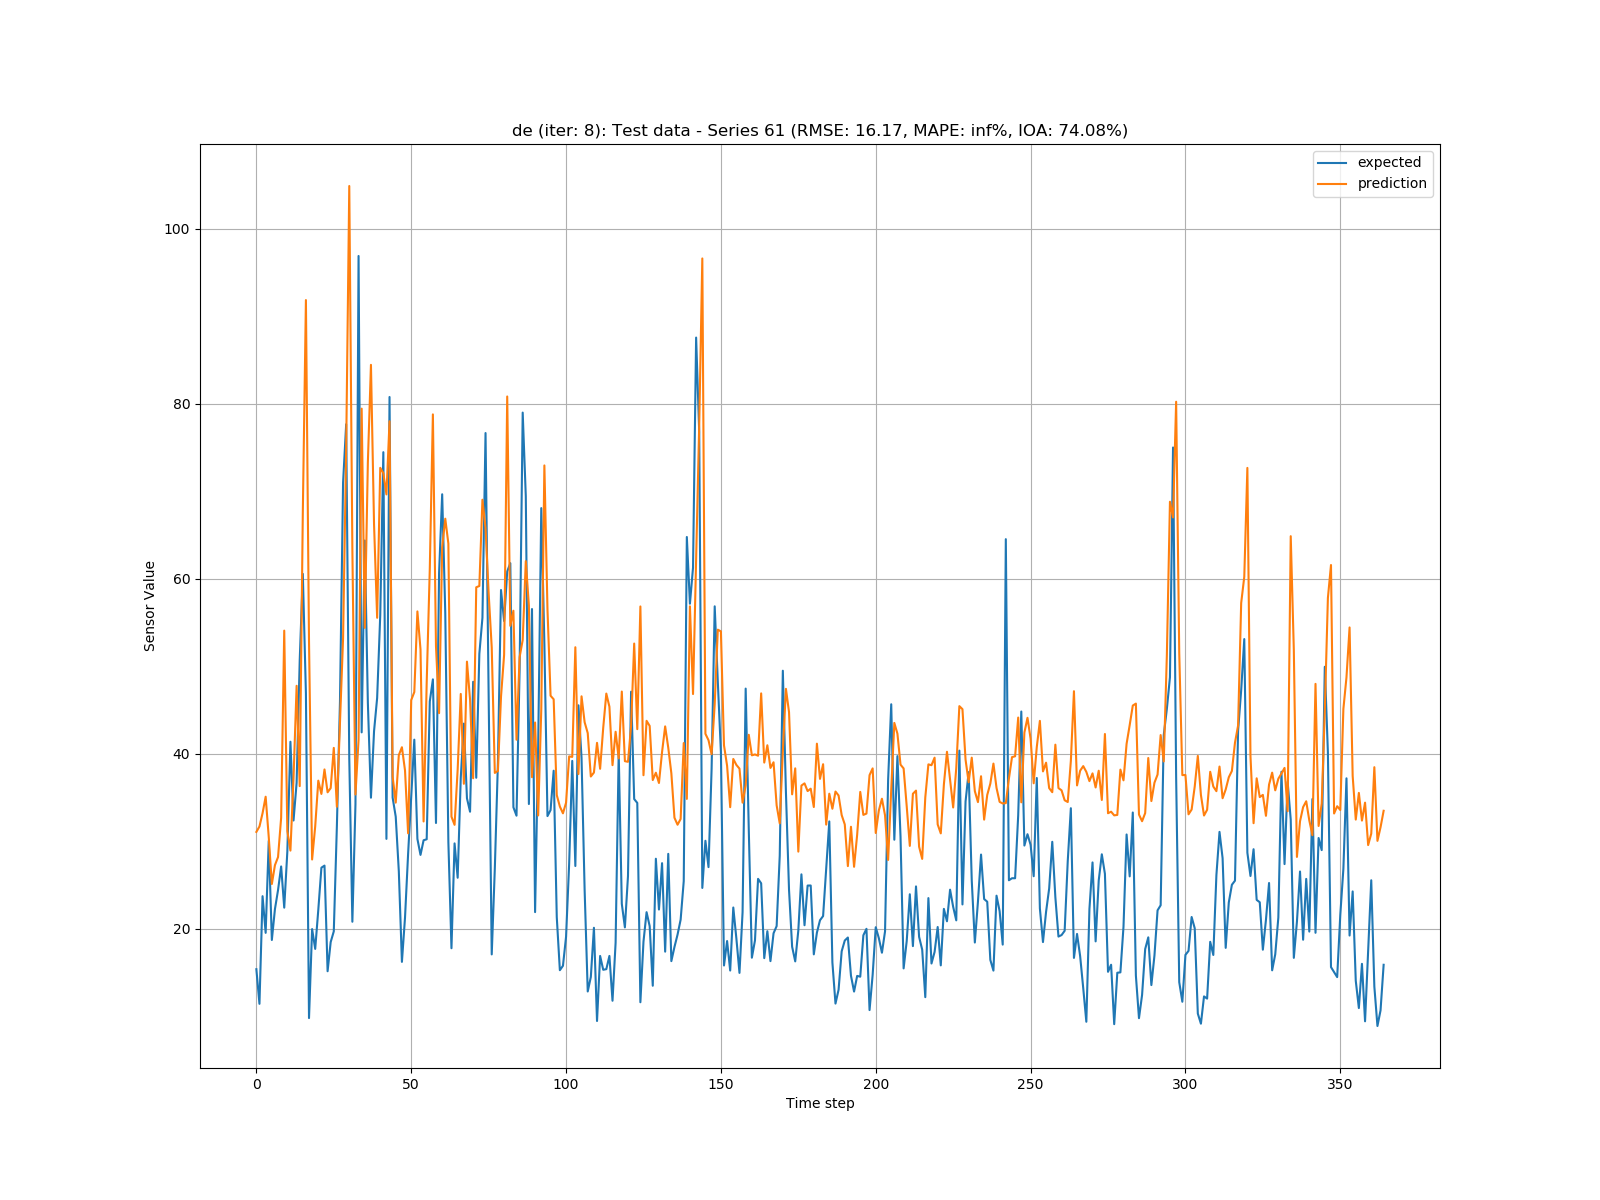 de (iter: 8): Test data - Series 61 (RMSE: 16.17, MAPE: inf%, IOA: 74.08%)
expected
prediction
100
80
60
40
20
Sensor Value
0 50 100 150 200 250 300 350
Time step